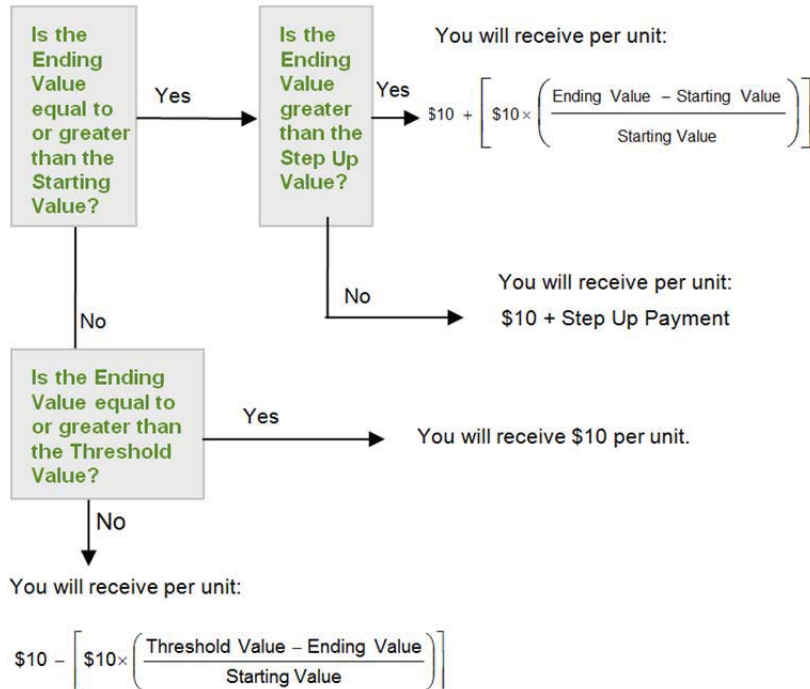 Is the
Ending
Value
equal to
or greater
than the
Starting
Value?
Yes
Is the
Ending
Value
greater
than the
Step Up
Value?
Yes
You will receive per unit:
$10 + [ $10 × ( Ending Value – Starting Value
Starting Value ) ]
No
You will receive per unit:
$10 + Step Up Payment
No
Is the Ending
Value equal to
or greater than
the Threshold
Value?
Yes
You will receive $10 per unit.
No
You will receive per unit:
$10 – [ $10× ( Threshold Value – Ending Value
Starting Value ) ]